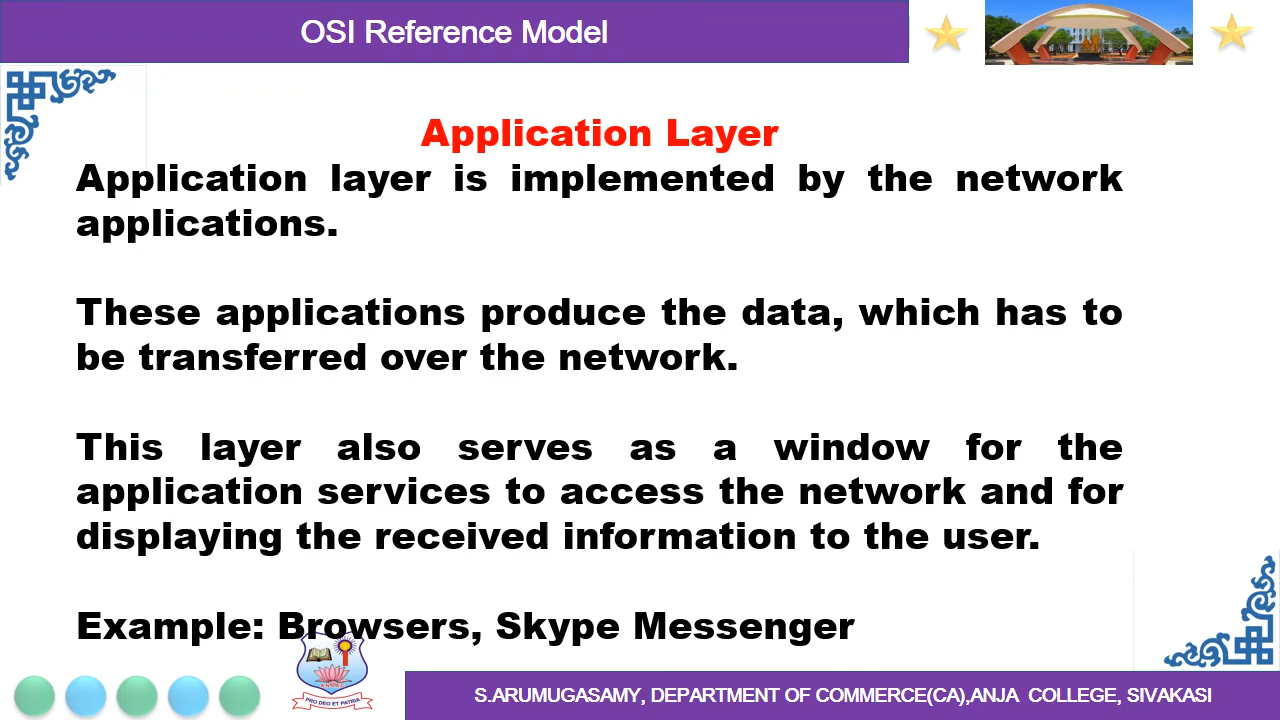 OSI Reference Model
Application Layer
Application layer is implemented by the network
applications.
These applications produce the data, which has to
be transferred over the network.
This layer also serves as a window for the
application services to access the network and for
displaying the received information to the user.
Example: Browsers, Skype Messenger
PRO DEO ET PATRIA
S.ARUMUGASAMY, DEPARTMENT OF COMMERCE(CA),ANJA COLLEGE, SIVAKASI